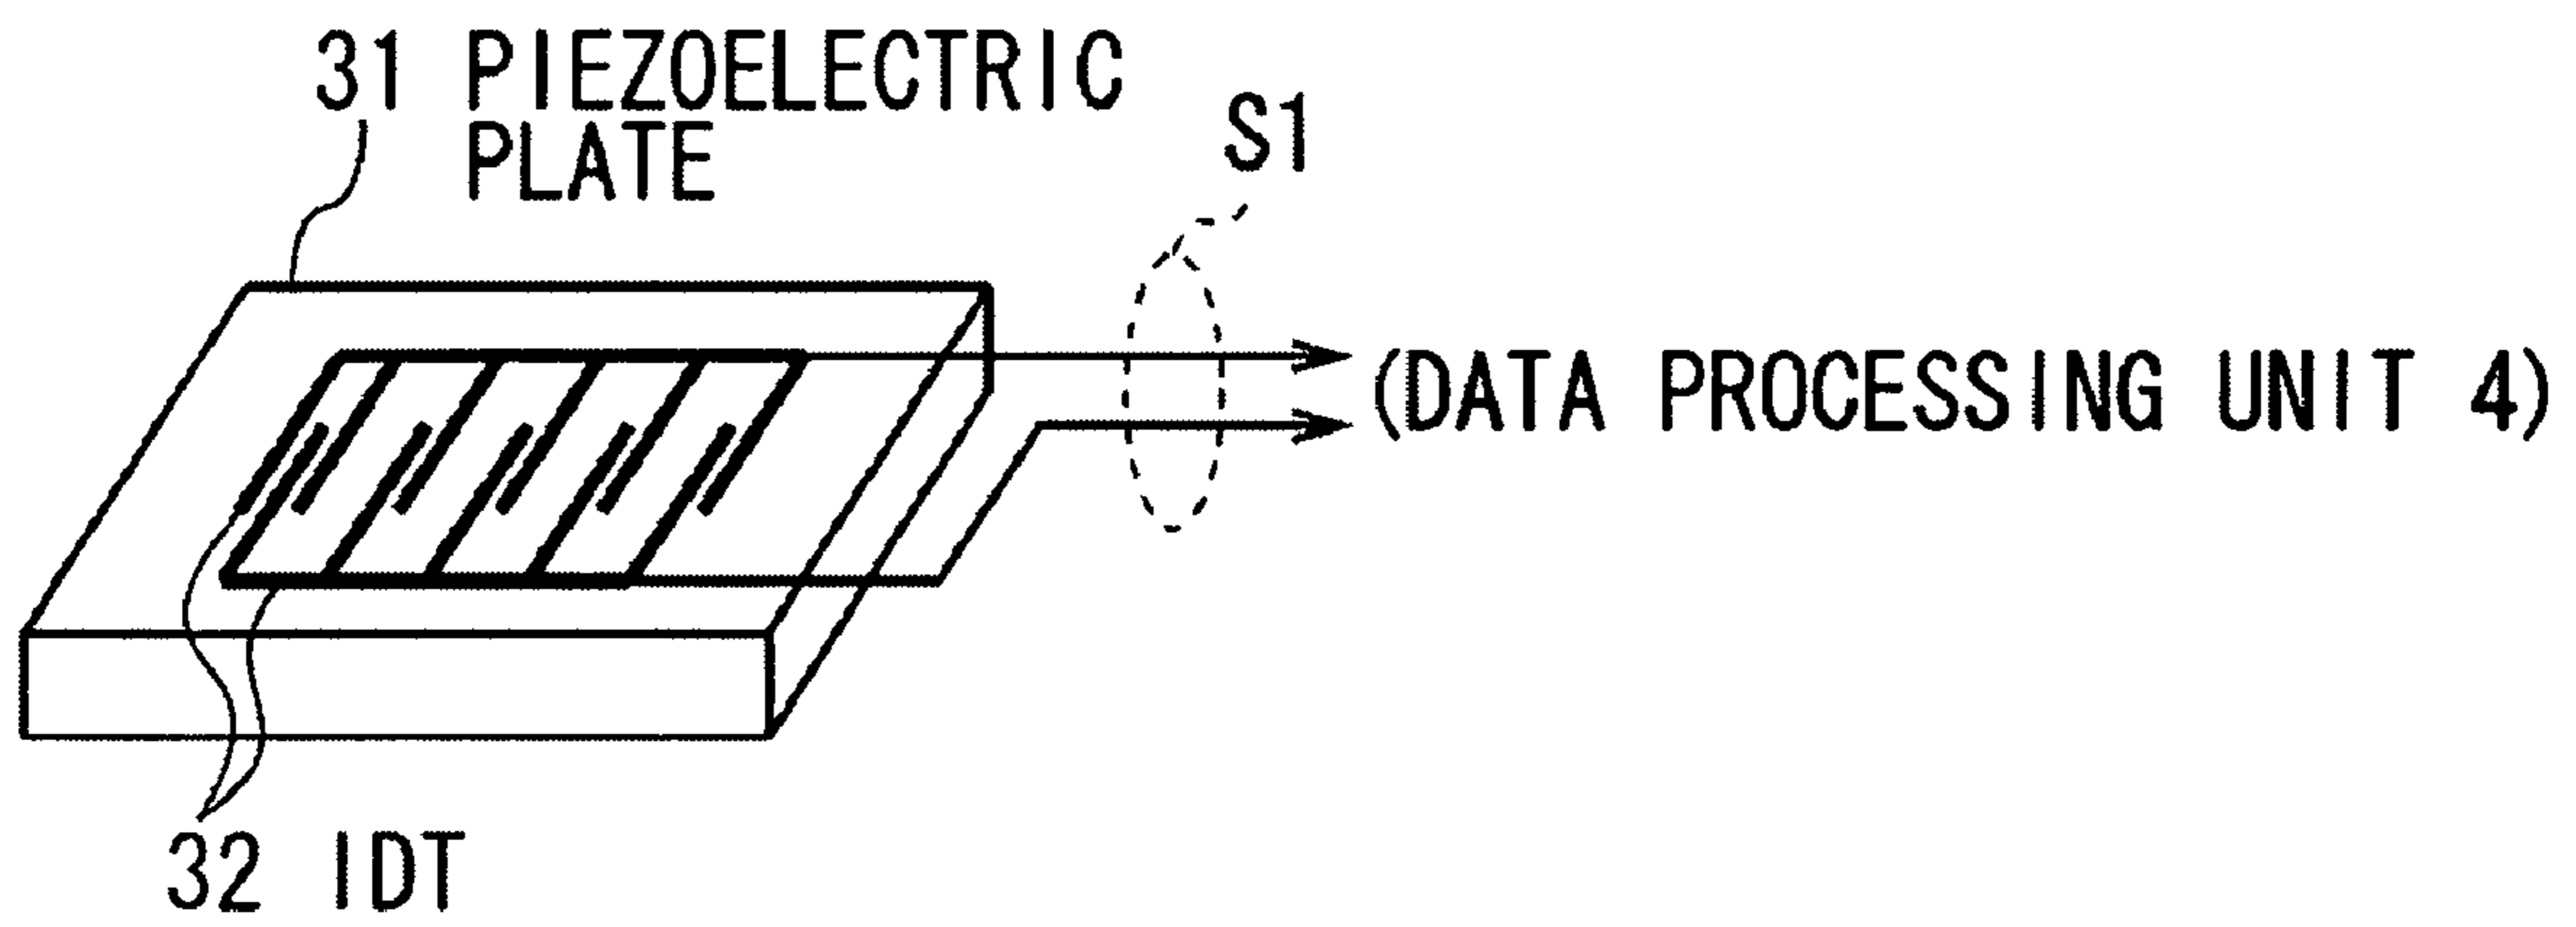 31 PIEZOELECTRIC
PLATE
S1
(DATA PROCESSING UNIT 4)
32 IDT